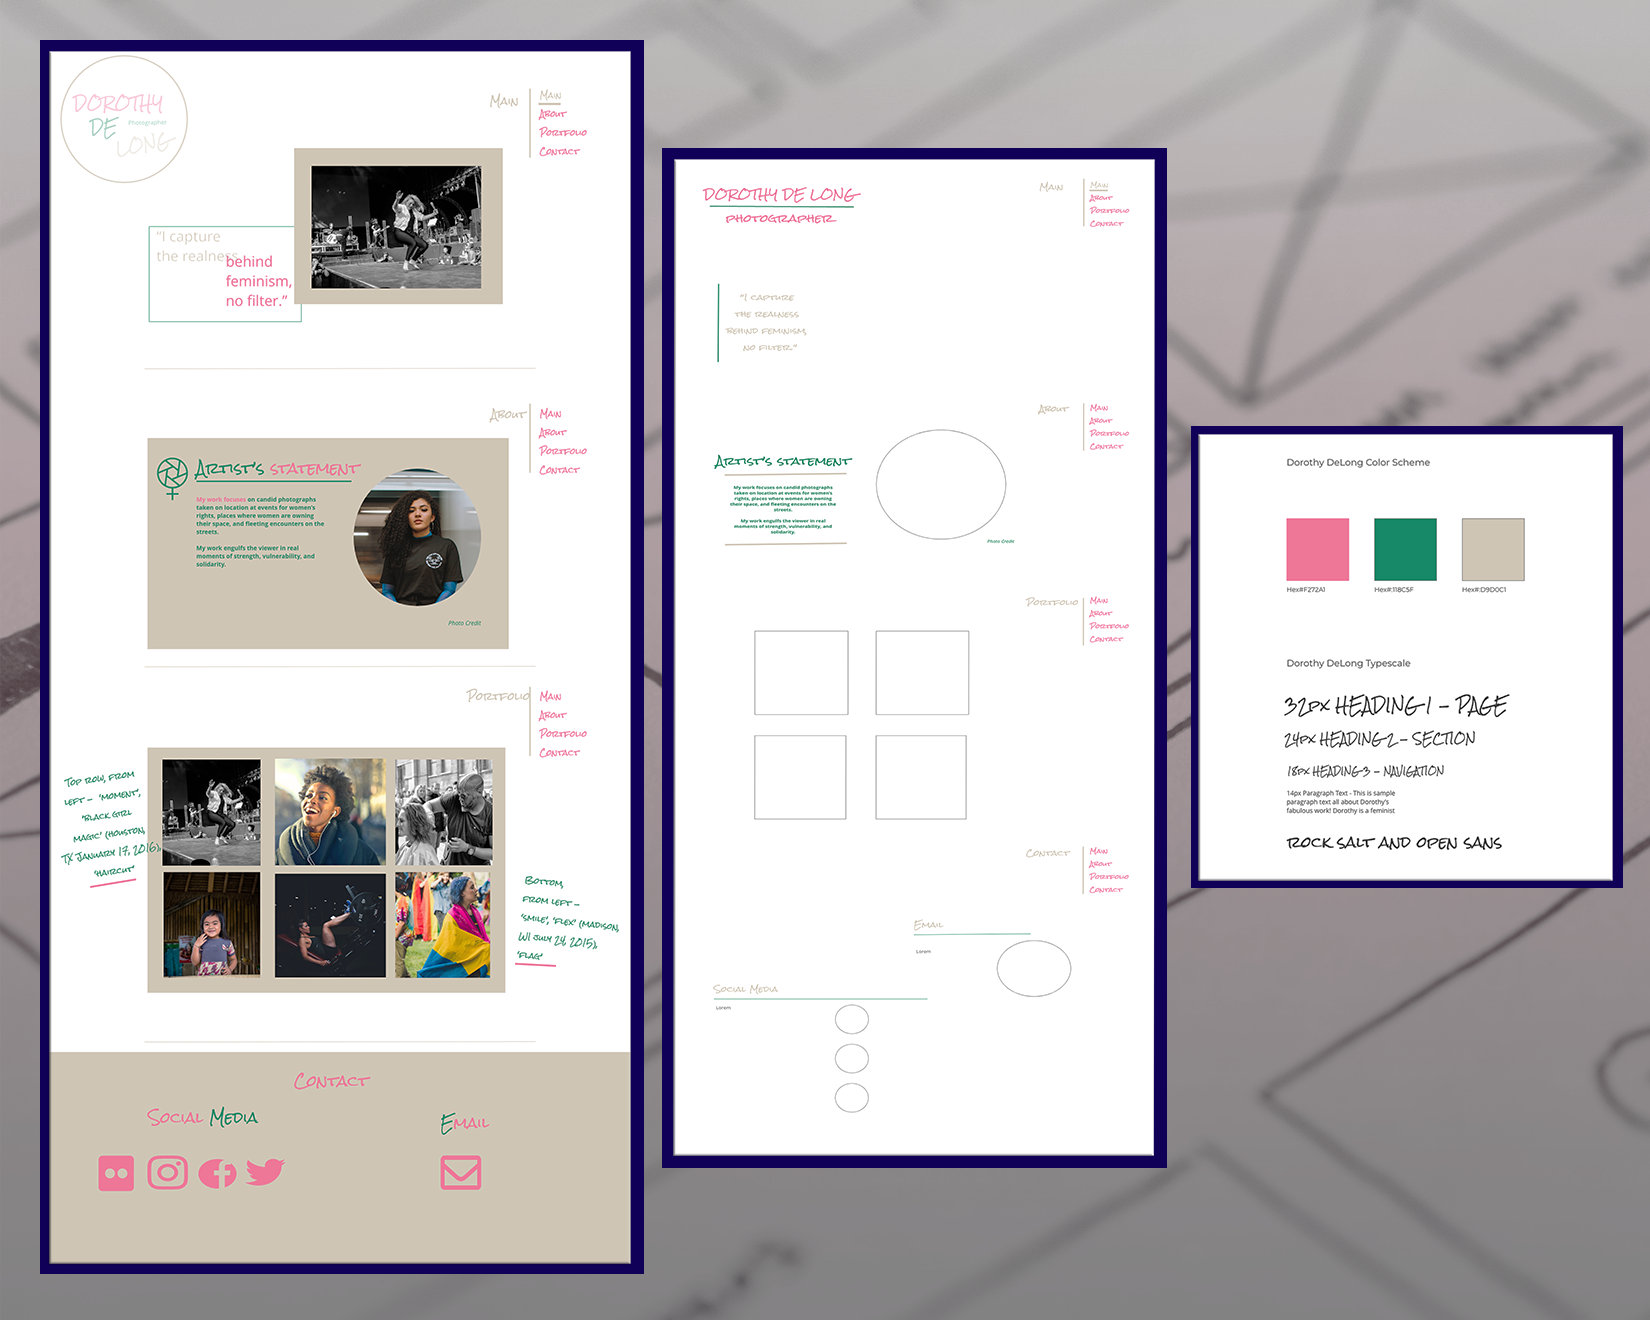 DOROTHY
DE Photographer
LONG
Main
Main
About
Portfolio
Contact
“I capture
the realness
behind
feminism,
no filter.”
About
Main
About
Portfolio
Contact
Artist's statement
My work focuses on candid photographs
taken on location at events for women's
rights, places where women are owning
their space, and fleeting encounters on the
streets.
My work engulfs the viewer in real
moments of strength, vulnerability, and
solidarity.
Photo Credit
Portfolio
Main
About
Portfolio
Contact
Top row, from
left – 'Moment',
'Black Girl
Magic' (Houston,
TX January 17, 2016),
'Haircut'
Bottom,
from left –
'Smile', 'Flex' (Madison,
WI July 24, 2015),
'Flag'
Contact
Social Media
Email
DOROTHY DE LONG
PHOTOGRAPHER
Main
Main
About
Portfolio
Contact
“I capture
the realness
behind feminism,
no filter.”
About
Main
About
Portfolio
Contact
Artist's statement
My work focuses on candid photographs
taken on location at events for women's
rights, places where women are owning
their space, and fleeting encounters on the
streets.
My work engulfs the viewer in real
moments of strength, vulnerability, and
solidarity.
Photo Credit
Portfolio
Main
About
Portfolio
Contact
Contact
Main
About
Portfolio
Contact
Email
Lorem
Social Media
Lorem
Dorothy DeLong Color Scheme
Hex#F272A1
Hex#:118C5F
Hex#:D9D0C1
Dorothy DeLong Typescale
32px Heading 1 – Page
24px Heading 2 – Section
18px Heading 3 – Navigation
14px Paragraph Text - This is sample
paragraph text all about Dorothy's
fabulous work! Dorothy is a feminist
Rock Salt and Open Sans